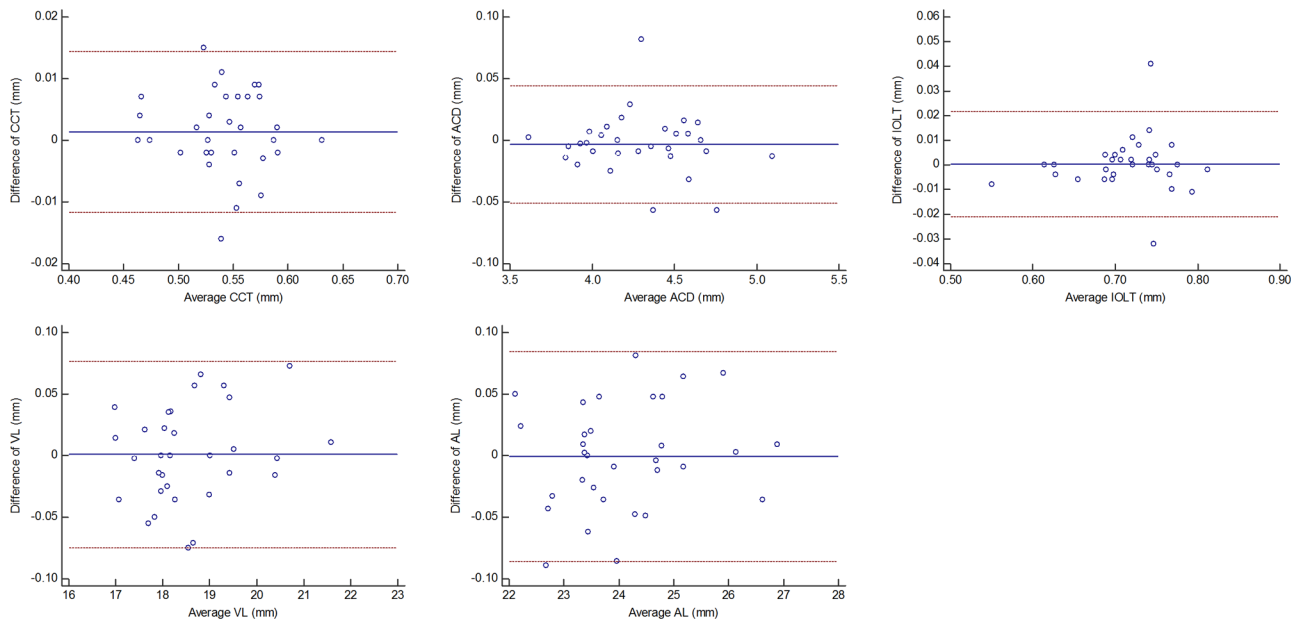 0.02
0.01
0
-0.01
-0.02
Difference of CCT (mm)
0.40 0.50 0.60 0.70
Average CCT (mm)
0.10
0.05
0
-0.05
-0.10
Difference of ACD (mm)
3.5 4.0 4.5 5.0 5.5
Average ACD (mm)
0.06
0.05
0.04
0.03
0.02
0.01
0
-0.01
-0.02
-0.03
-0.04
Difference of IOLT (mm)
0.50 0.60 0.70 0.80 0.90
Average IOLT (mm)
0.10
0.05
0
-0.05
-0.10
Difference of VL (mm)
16 17 18 19 20 21 22 23
Average VL (mm)
0.10
0.05
0
-0.05
-0.10
Difference of AL (mm)
22 23 24 25 26 27 28
Average AL (mm)